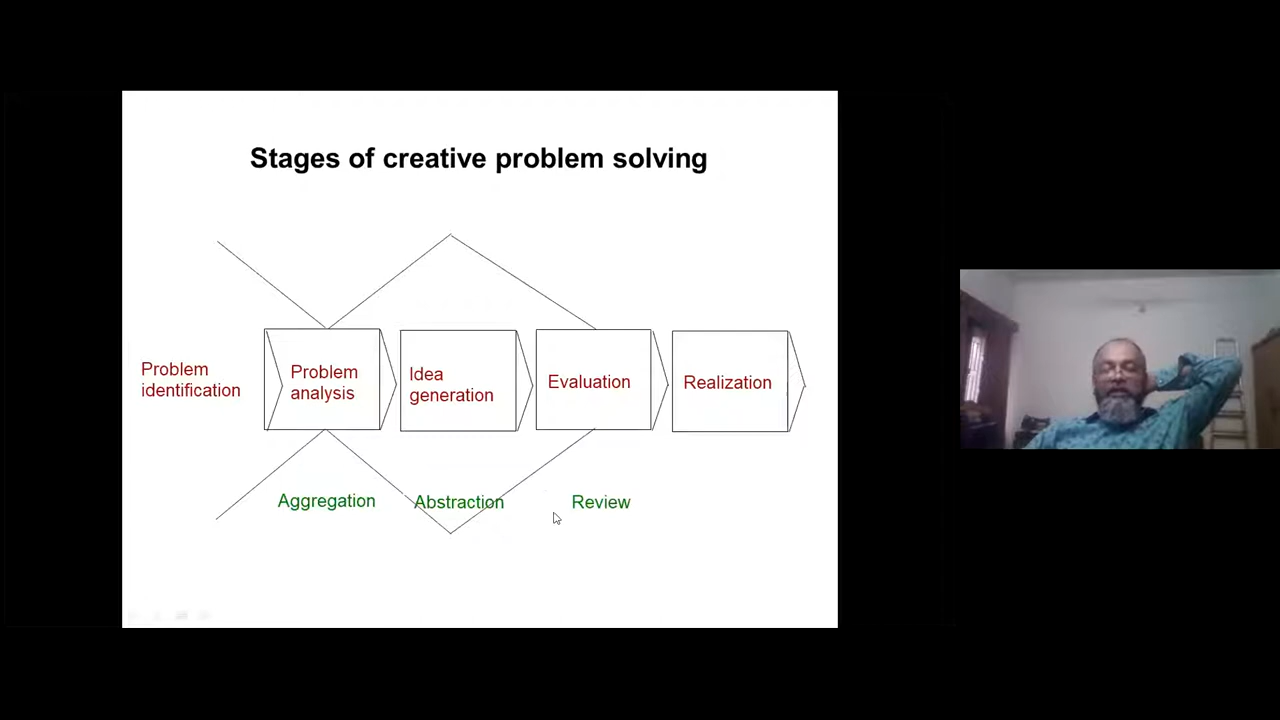 Stages of creative problem solving
Problem
identification
Problem
analysis
Idea
generation
Evaluation
Realization
Aggregation
Abstraction
Review